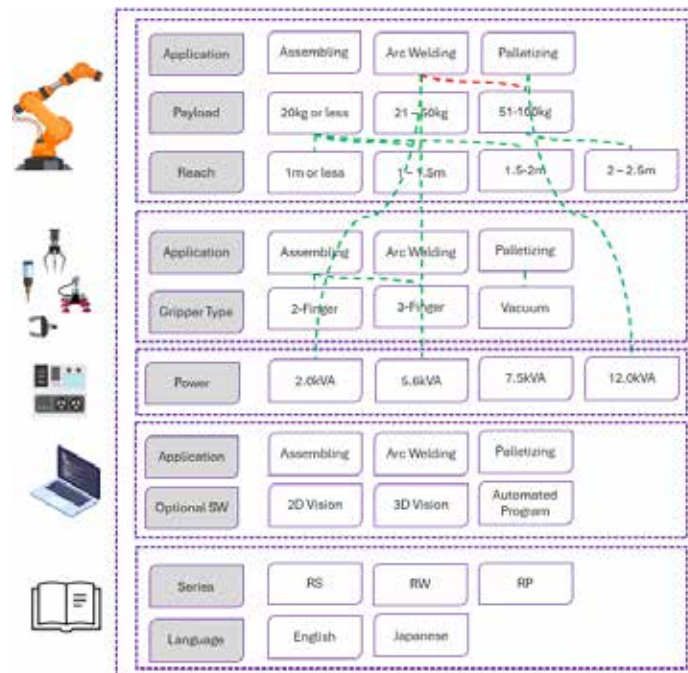 Application
Assembling
Arc Welding
Palletizing
Payload
20kg or less
21 – 50kg
51-100kg
Reach
1m or less
1 – 1.5m
1.5-2m
2 – 2.5m
Application
Assembling
Arc Welding
Palletizing
Gripper Type
2-Finger
3-Finger
Vacuum
Power
2.0kVA
5.6kVA
7.5kVA
12.0kVA
Application
Assembling
Arc Welding
Palletizing
Optional SW
2D Vision
3D Vision
Automated
Program
Series
RS
RW
RP
Language
English
Japanese